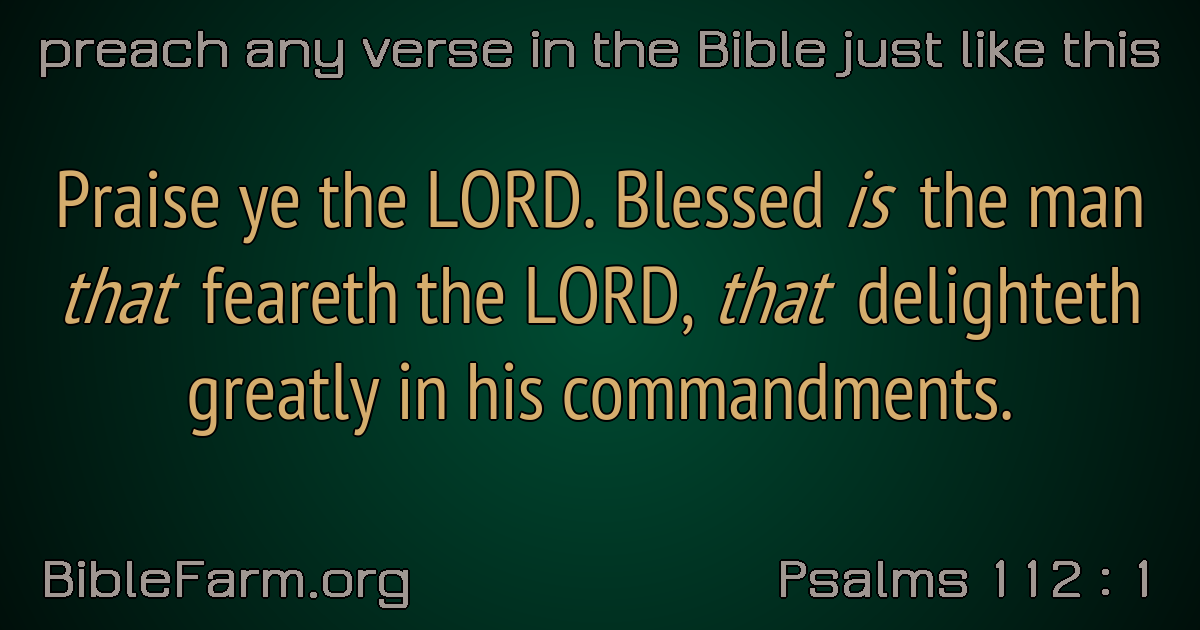 preach any verse in the Bible just like this
Praise ye the LORD. Blessed is the man
that feareth the LORD, that delighteth
greatly in his commandments.
BibleFarm.org
Psalms 112 : 1